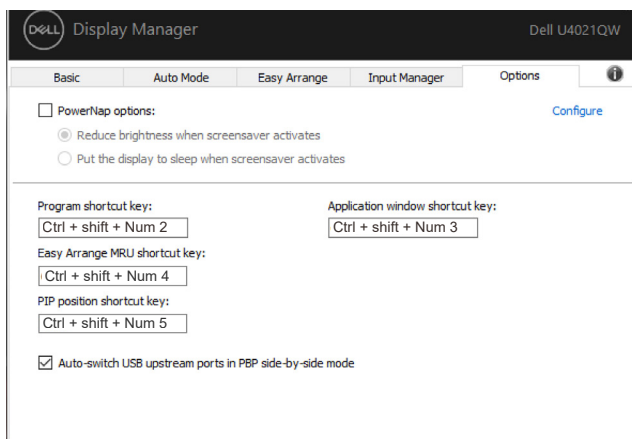 DELL Display Manager Dell U4021QW
Basic Auto Mode Easy Arrange Input Manager Options i
PowerNap options: Configure
Reduce brightness when screensaver activates
Put the display to sleep when screensaver activates
Program shortcut key: Application window shortcut key:
Ctrl + shift + Num 2 Ctrl + shift + Num 3
Easy Arrange MRU shortcut key:
Ctrl + shift + Num 4
PIP position shortcut key:
Ctrl + shift + Num 5
Auto-switch USB upstream ports in PBP side-by-side mode